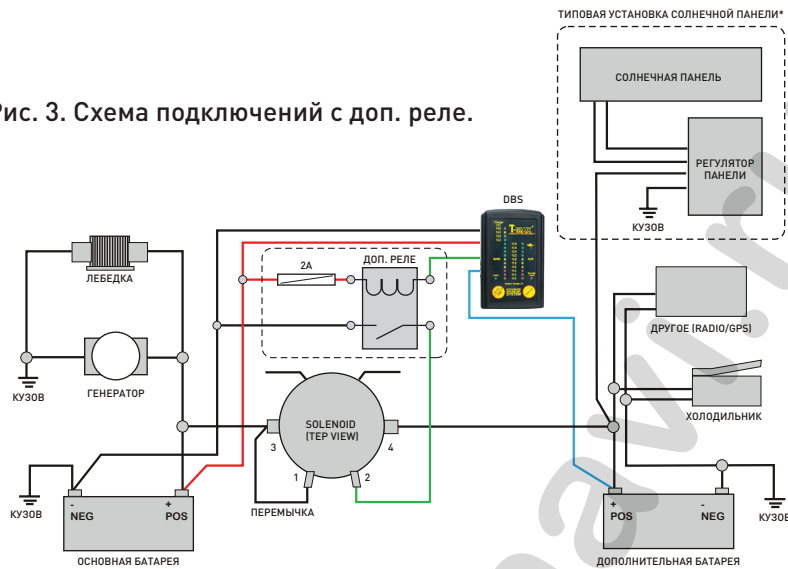 ТИПОВАЯ УСТАНОВКА СОЛНЕЧНОЙ ПАНЕЛИ*
СОЛНЕЧНАЯ ПАНЕЛЬ
Рис. 3. Схема подключений с доп. реле.
РЕГУЛЯТОР
ПАНЕЛИ
КУЗОВ
DBS
ЛЕБЕДКА
2А
ДОП. РЕЛЕ
ДРУГОЕ (RADIO/GPS)
ГЕНЕРАТОР
КУЗОВ
ХОЛОДИЛЬНИК
SOLENOID
(TEP VIEW)
3
4
1
2
ПЕРЕМЫЧКА
КУЗОВ
-
NEG
+
POS
ОСНОВНАЯ БАТАРЕЯ
+
POS
-
NEG
КУЗОВ
ДОПОЛНИТЕЛЬНАЯ БАТАРЕЯ